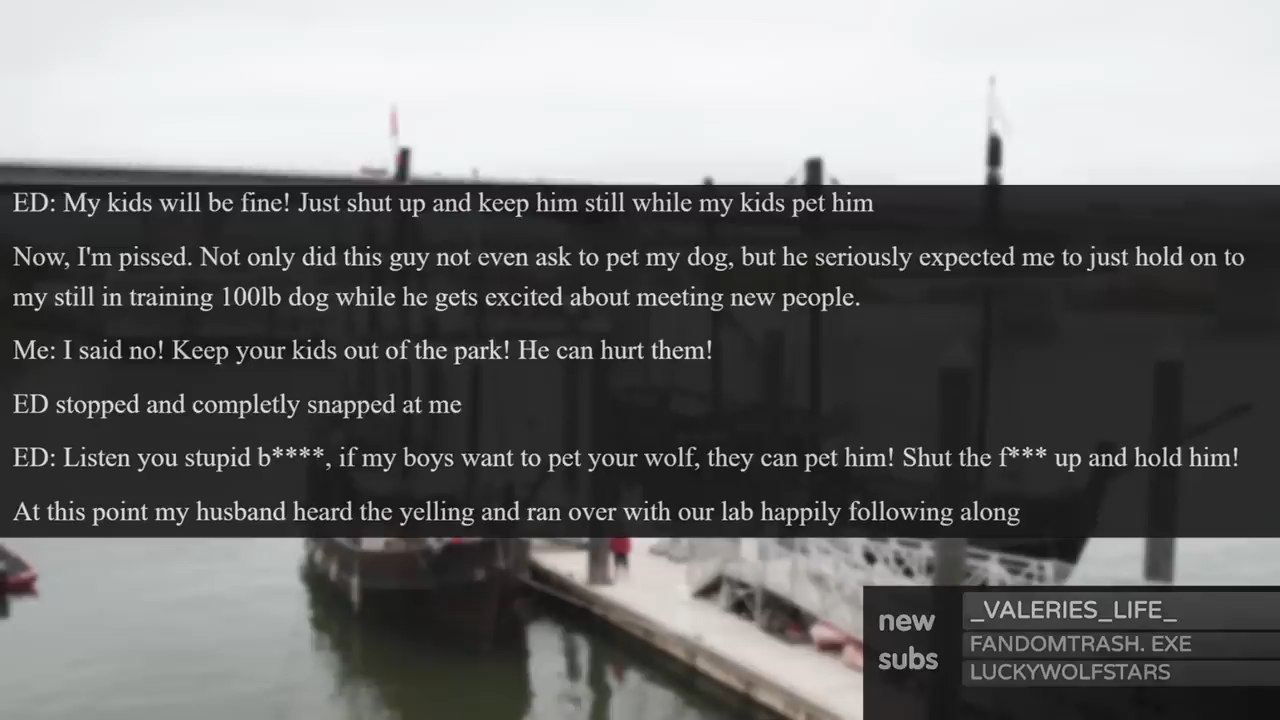 ED: My kids will be fine! Just shut up and keep him still while my kids pet him
Now, I'm pissed. Not only did this guy not even ask to pet my dog, but he seriously expected me to just hold on to
my still in training 100lb dog while he gets excited about meeting new people.
Me: I said no! Keep your kids out of the park! He can hurt them!
ED stopped and completly snapped at me
ED: Listen you stupid b****, if my boys want to pet your wolf, they can pet him! Shut the f*** up and hold him!
At this point my husband heard the yelling and ran over with our lab happily following along
new
subs
_VALERIES_LIFE_
FANDOMTRASH. EXE
LUCKYWOLFSTARS